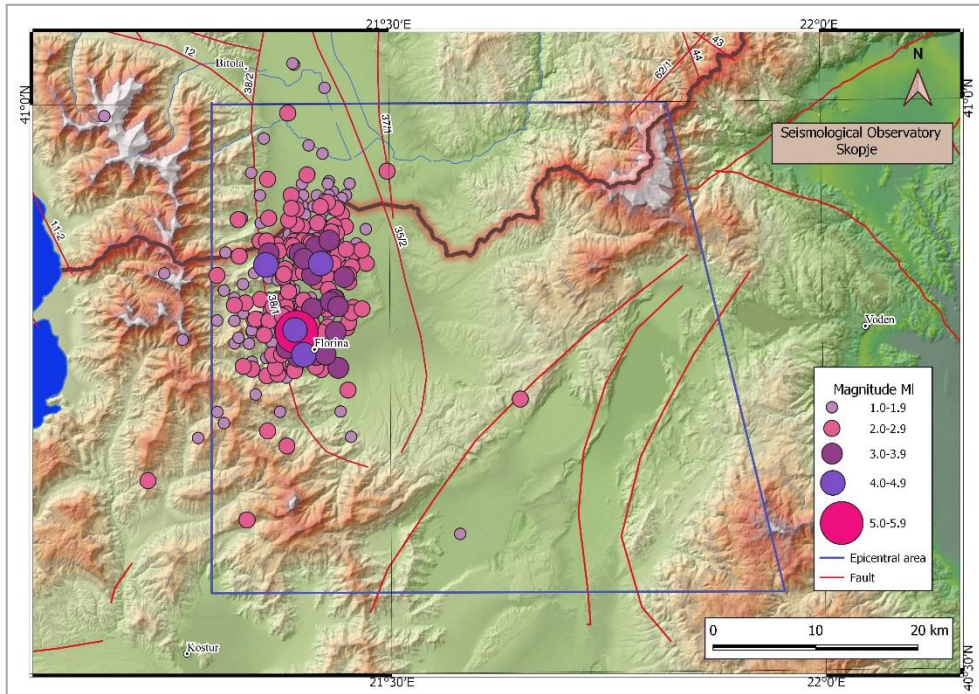 21°30'E
22°0'E
12
Bitola
38/2
43
44
62/1
N
41°0'N
41°0'N
Seismological Observatory
Skopje
37/1
11-2
35/2
38/1
Florina
Voden
Magnitude Ml
1.0-1.9
2.0-2.9
3.0-3.9
4.0-4.9
5.0-5.9
Epicentral area
Fault
Kostur
0
10
20 km
21°30'E
22°0'E
40°30'N